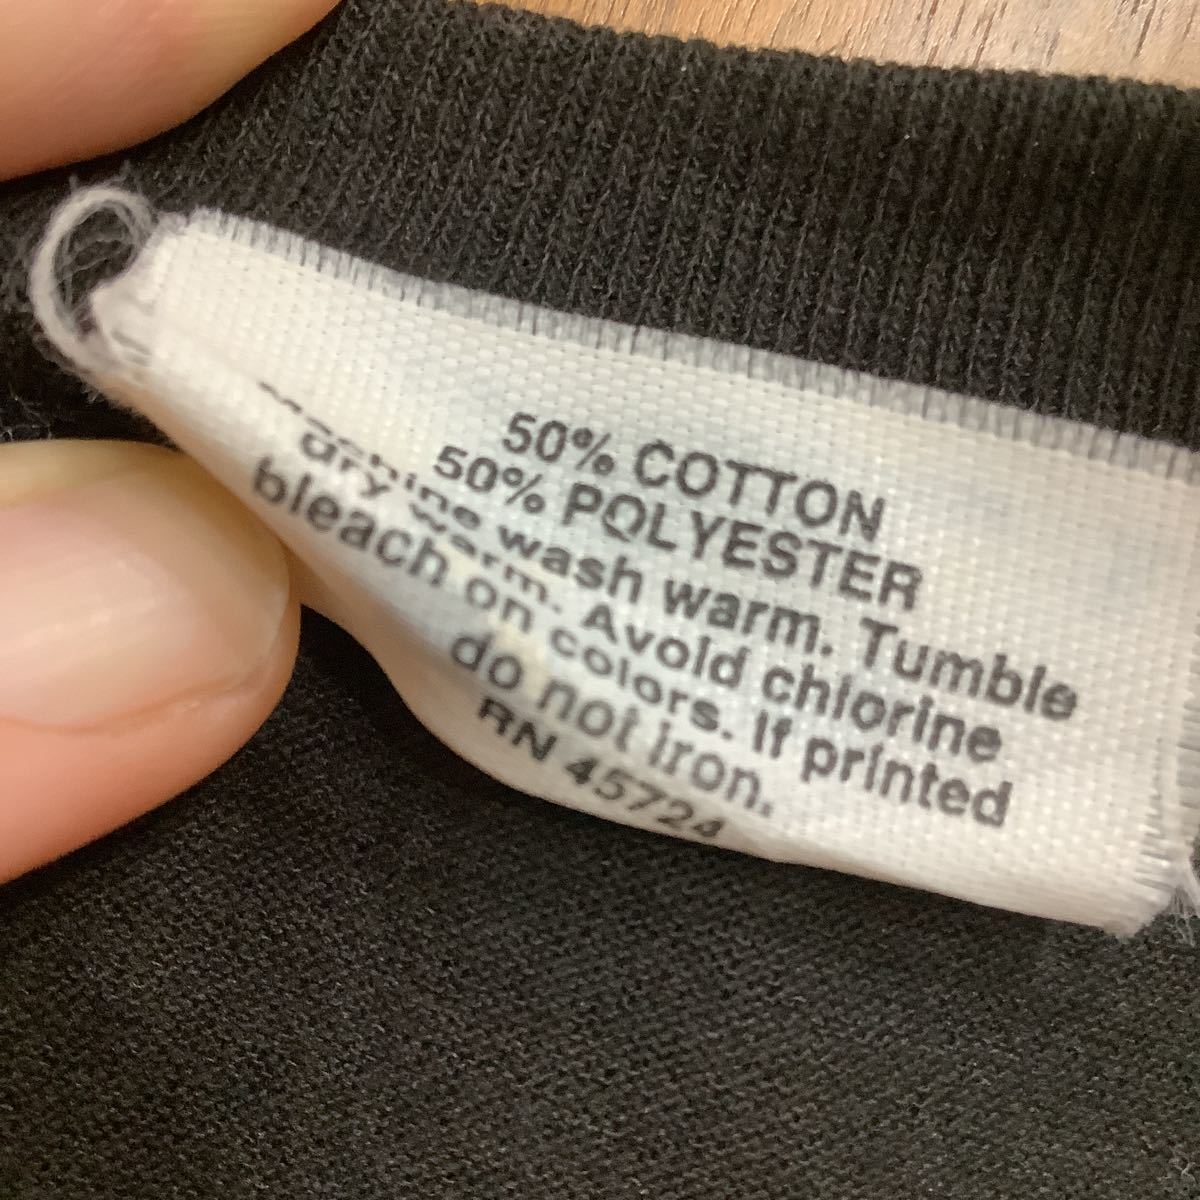 50% COTTON
50% POLYESTER
Machine wash warm. Tumble
dry warm. Avoid chlorine
bleach on colors. If printed
do not iron.
RN 45724